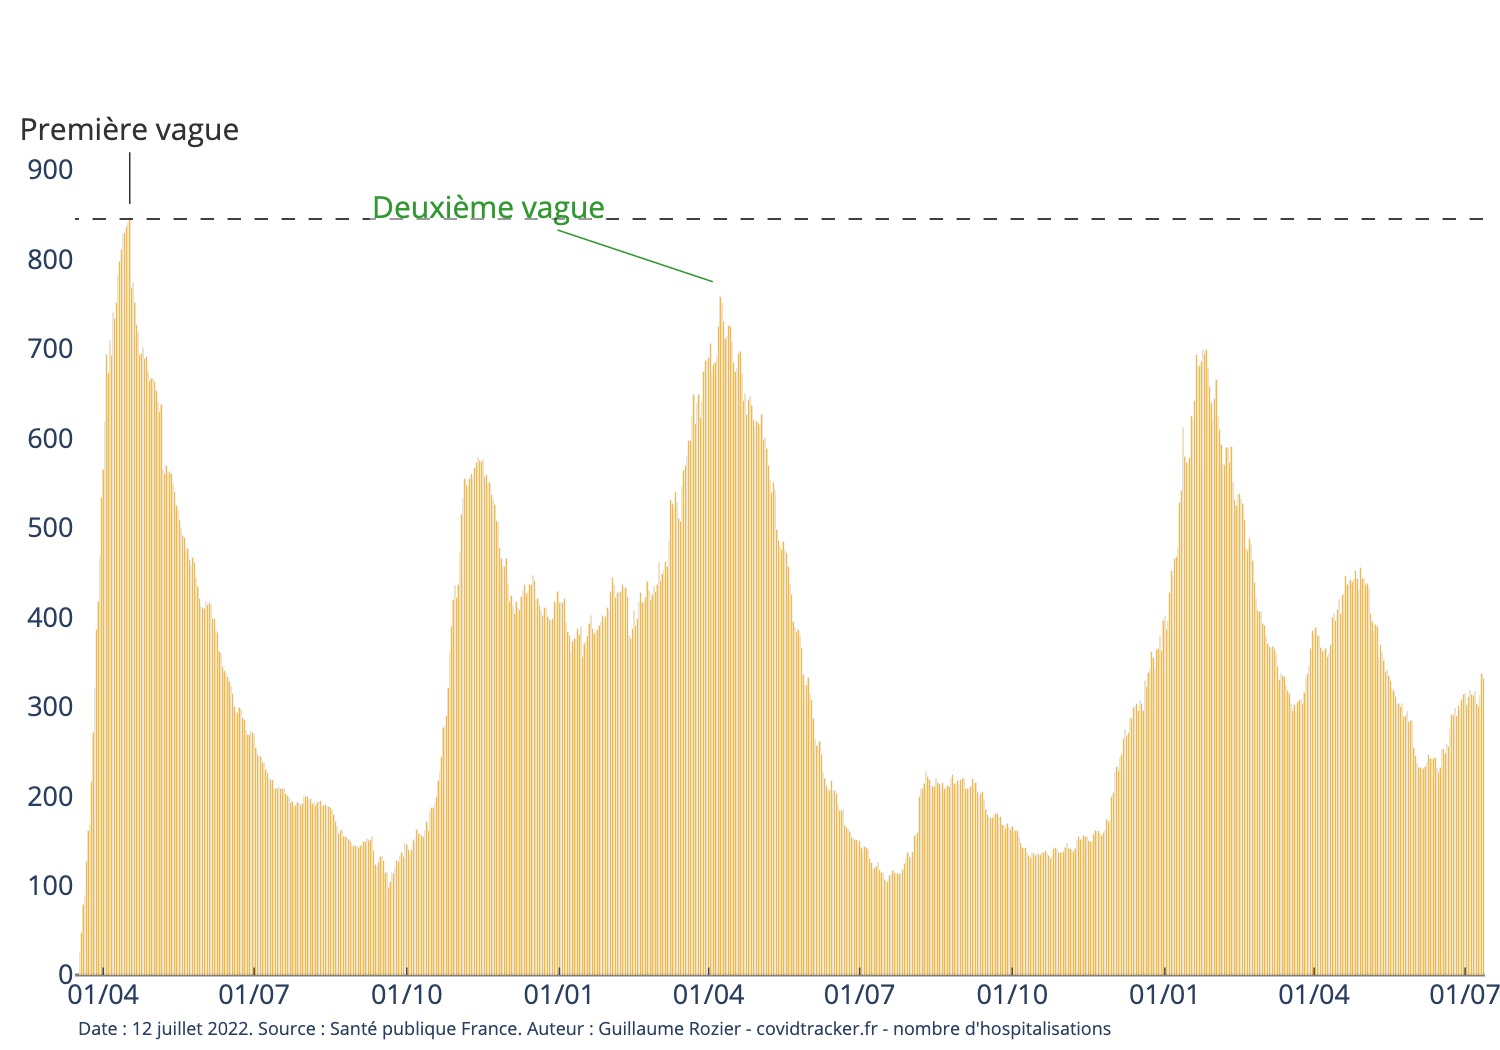 Première vague
900
Deuxième vague
800
700
600
500
400
300
200
100
0
01/04 01/07 01/10 01/01 01/04 01/07 01/10 01/01 01/04 01/07
Date : 12 juillet 2022. Source : Santé publique France. Auteur : Guillaume Rozier - covidtracker.fr - nombre d'hospitalisations